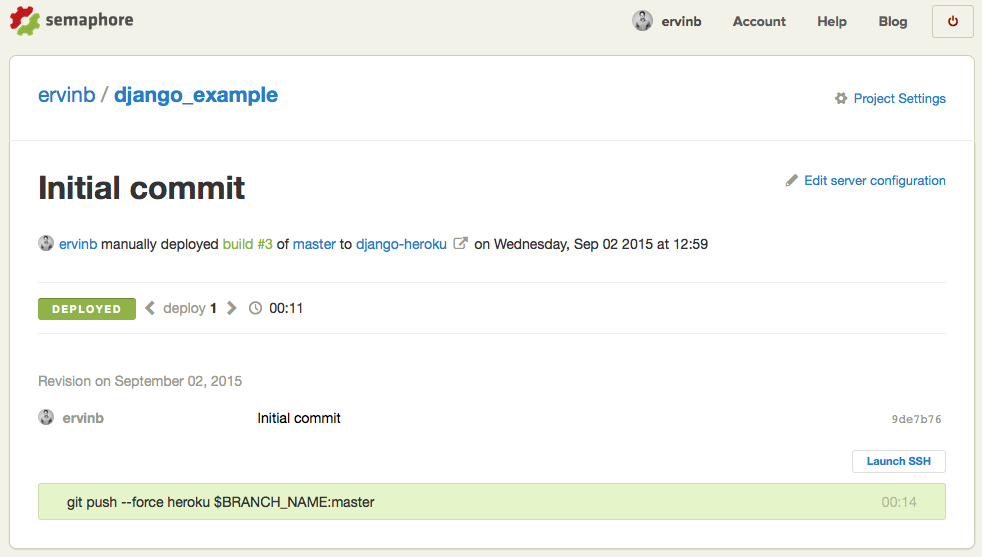 semaphore
ervinb Account Help Blog
ervinb / django_example
Project Settings
Initial commit
Edit server configuration
ervinb manually deployed build #3 of master to django-heroku on Wednesday, Sep 02 2015 at 12:59
DEPLOYED deploy 1 00:11
Revision on September 02, 2015
ervinb Initial commit 9de7b76
Launch SSH
git push --force heroku $BRANCH_NAME:master 00:14